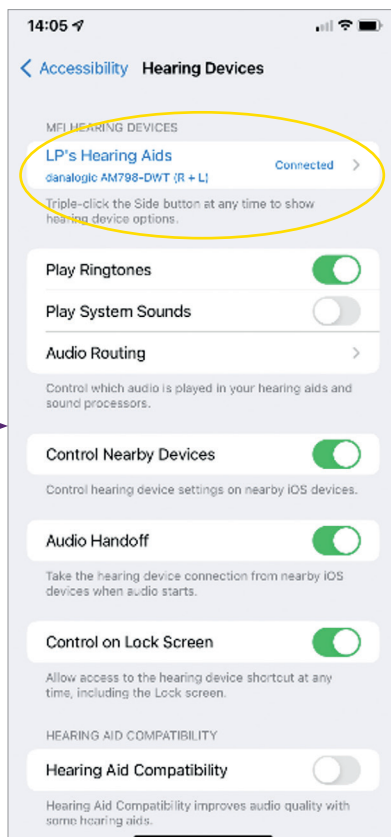 14:05
Accessibility Hearing Devices
MFI HEARING DEVICES
LP's Hearing Aids
Connected
danalogic AM798-DWT (R + L)
Triple-click the Side button at any time to show
hearing device options.
Play Ringtones
Play System Sounds
Audio Routing
Control which audio is played in your hearing aids and
sound processors.
Control Nearby Devices
Control hearing device settings on nearby iOS devices.
Audio Handoff
Take the hearing device connection from nearby iOS
devices when audio starts.
Control on Lock Screen
Allow access to the hearing device shortcut at any
time, including the Lock screen.
HEARING AID COMPATIBILITY
Hearing Aid Compatibility
Hearing Aid Compatibility improves audio quality with
some hearing aids.